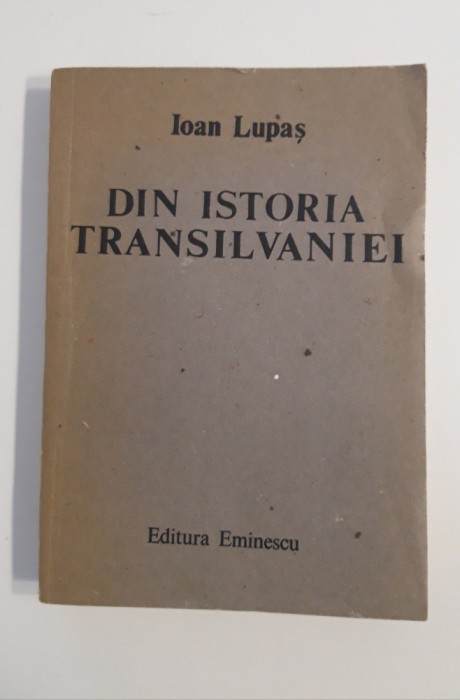 Ioan Lupaș
DIN ISTORIA
TRANSILVANIEI
Editura Eminescu